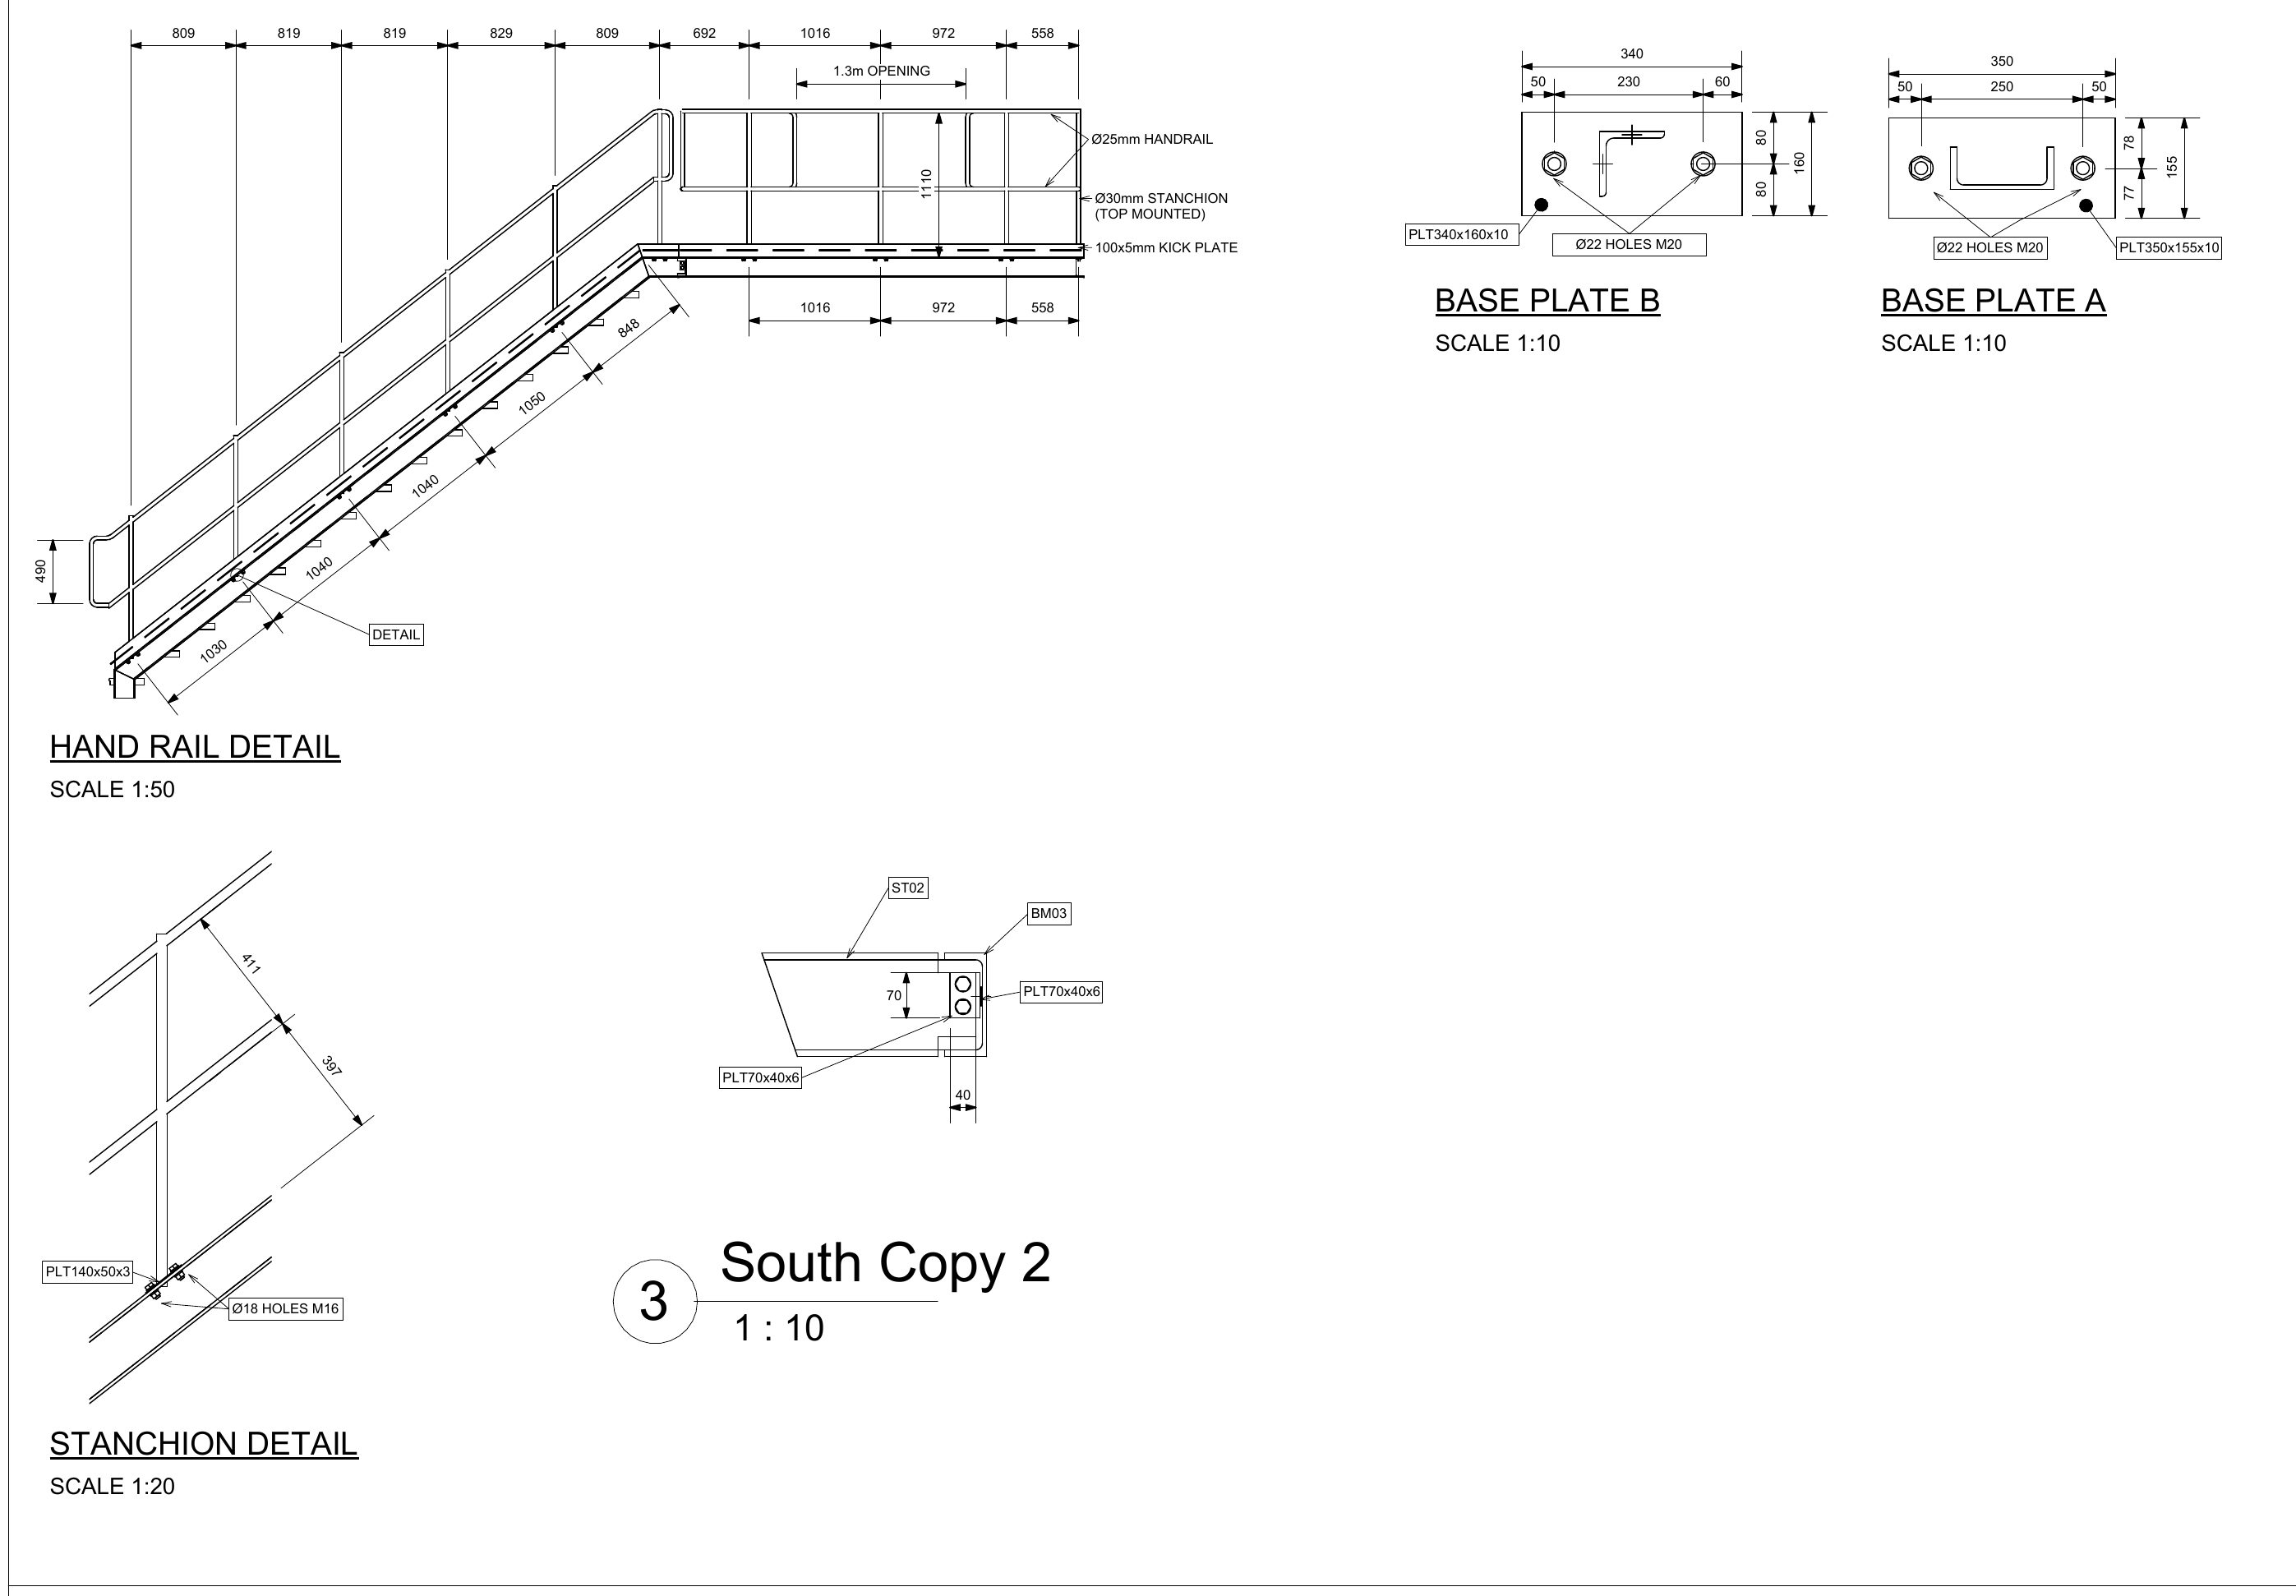 809 819 819 829 809 692 1016 972 558
1.3m OPENING
Ø25mm HANDRAIL
1110
Ø30mm STANCHION
(TOP MOUNTED)
100x5mm KICK PLATE
1016 972 558
848
1050
1040
1040
1030
490
DETAIL
HAND RAIL DETAIL
SCALE 1:50
340
50 230 60
80
160
80
PLT340x160x10
Ø22 HOLES M20
BASE PLATE B
SCALE 1:10
350
50 250 50
78
155
77
Ø22 HOLES M20
PLT350x155x10
BASE PLATE A
SCALE 1:10
411
397
PLT140x50x3
Ø18 HOLES M16
STANCHION DETAIL
SCALE 1:20
ST02
BM03
70
PLT70x40x6
PLT70x40x6
40
3
South Copy 2
1 : 10